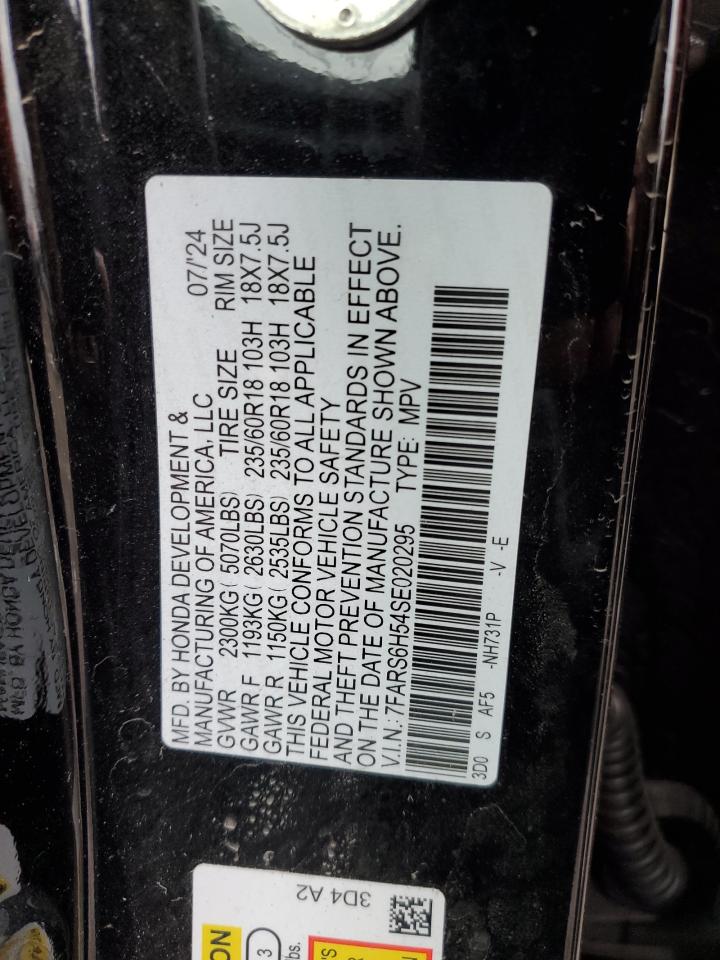 MFD. BY HONDA DEVELOPMENT &
MANUFACTURING OF AMERICA, LLC 07/'24
GVWR 2300KG( 5070LBS) TIRE SIZE RIM SIZE
GAWR F 1193KG( 2630LBS) 235/60R18 103H 18X7.5J
GAWR R 1150KG( 2535LBS) 235/60R18 103H 18X7.5J
THIS VEHICLE CONFORMS TO ALL APPLICABLE
FEDERAL MOTOR VEHICLE SAFETY
AND THEFT PREVENTION STANDARDS IN EFFECT
ON THE DATE OF MANUFACTURE SHOWN ABOVE.
V.I.N.: 7FARS6H54SE020295 TYPE: MPV
3D0 S AF5 -NH731P -V -E
3D4 A2
ON
3
lbs.
'S